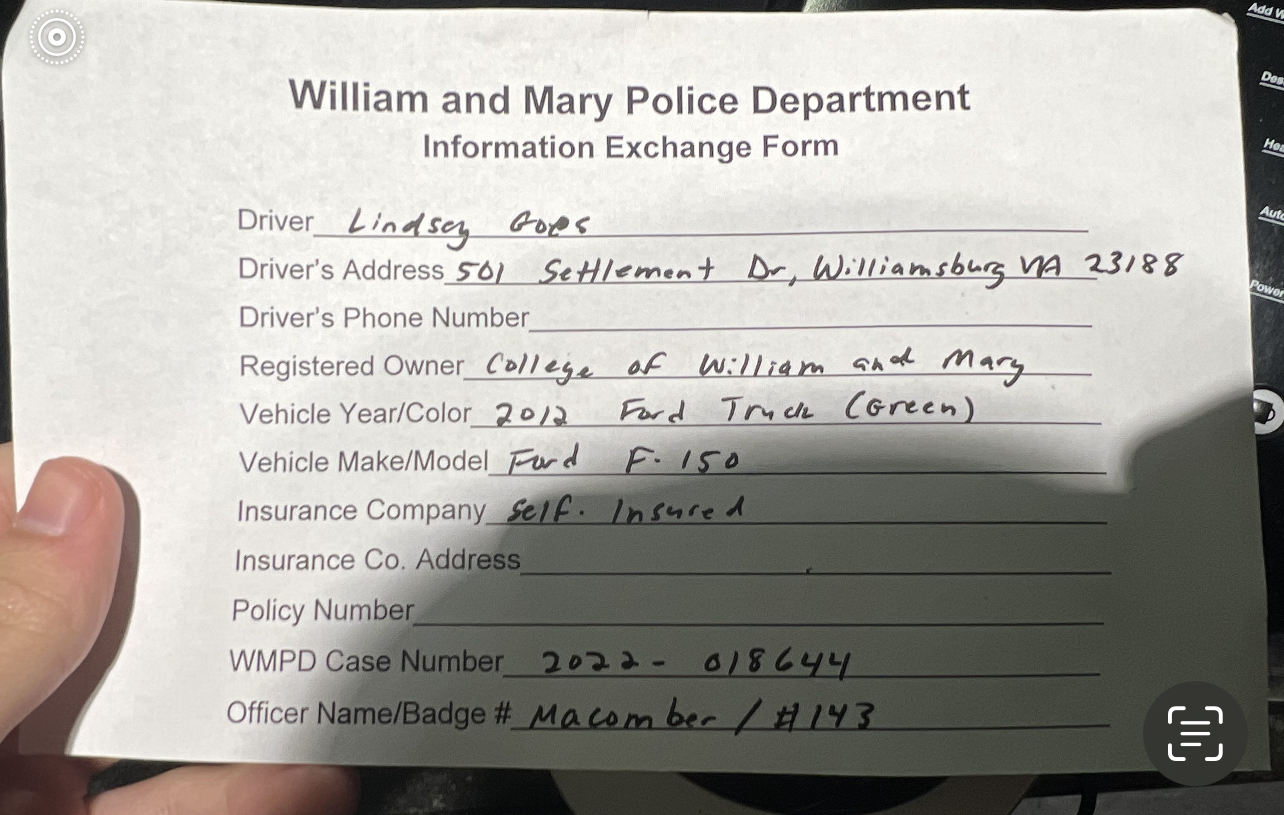 William and Mary Police Department
Information Exchange Form
Driver Lindsey Goes
Driver's Address 501 Settlement Dr, Williamsburg VA 23188
Driver's Phone Number
Registered Owner College of William and Mary
Vehicle Year/Color 2012 Ford Truck (Green)
Vehicle Make/Model Ford F-150
Insurance Company Self-Insured
Insurance Co. Address
Policy Number
WMPD Case Number 2022-018644
Officer Name/Badge # Macomber / #143
Add
Power